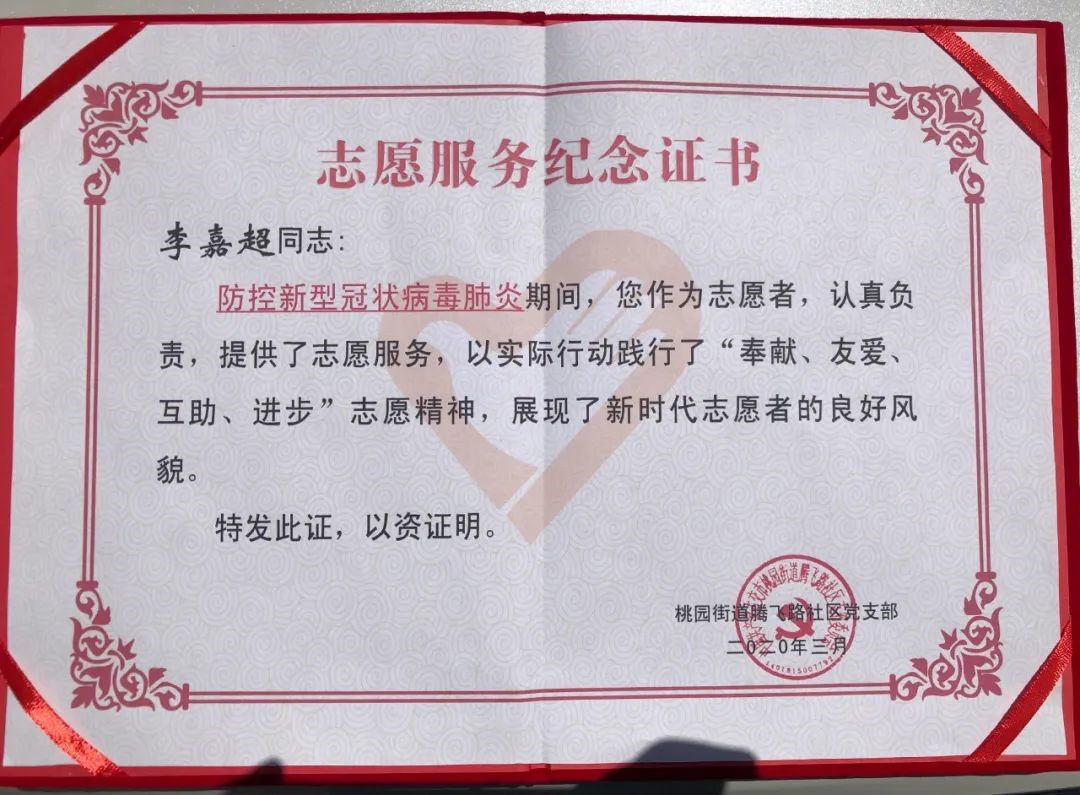 志愿服务纪念证书
李嘉超同志:
防控新型冠状病毒肺炎期间，您作为志愿者，认真负
责，提供了志愿服务，以实际行动践行了“奉献、友爱、
互助、进步”志愿精神，展现了新时代志愿者的良好风
貌。
特发此证，以资证明。
桃园街道腾飞路社区党支部
二〇二〇年三月